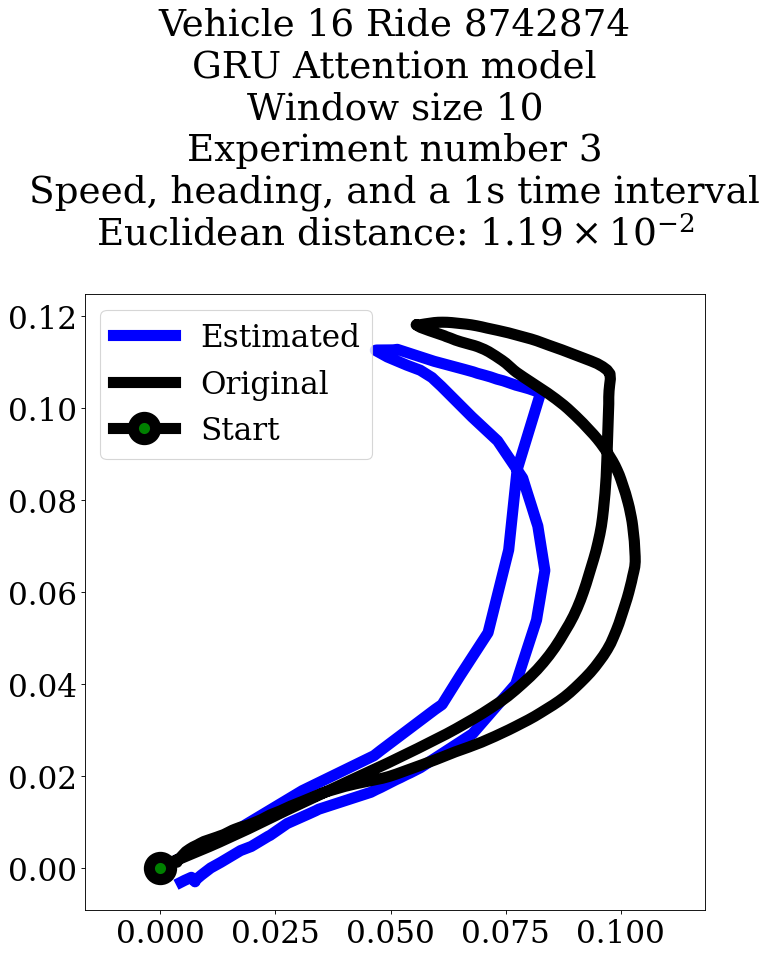 Vehicle 16 Ride 8742874
GRU Attention model
Window size 10
Experiment number 3
Speed, heading, and a 1s time interval
Euclidean distance: 1.19 × 10⁻²
Estimated
Original
Start
0.12
0.10
0.08
0.06
0.04
0.02
0.00
0.000 0.025 0.050 0.075 0.100